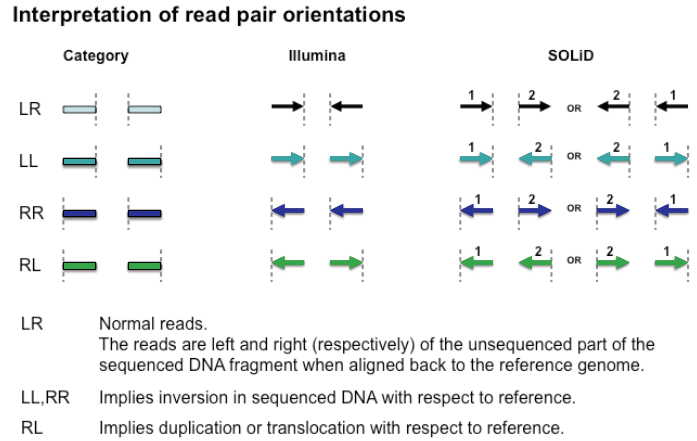 Interpretation of read pair orientations
Category Illumina SOLiD
LR 1 2 OR 2 1
LL 1 2 OR 2 1
RR 1 2 OR 2 1
RL 1 2 OR 2 1
LR Normal reads.
The reads are left and right (respectively) of the unsequenced part of the
sequenced DNA fragment when aligned back to the reference genome.
LL,RR Implies inversion in sequenced DNA with respect to reference.
RL Implies duplication or translocation with respect to reference.